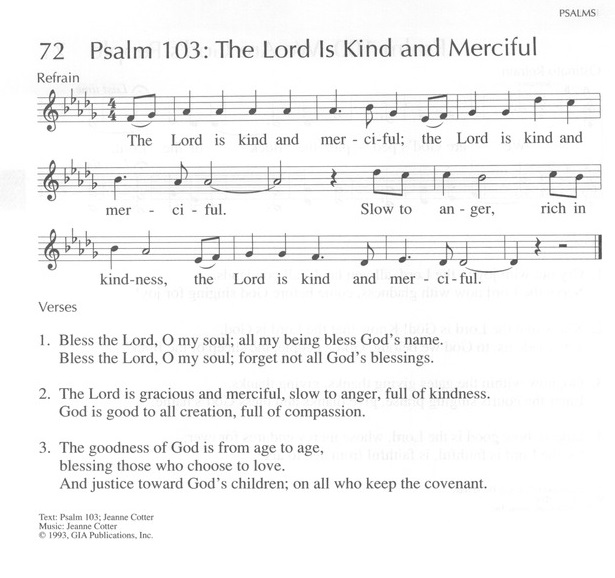 PSALMS
72 Psalm 103: The Lord Is Kind and Merciful
Refrain
4 4
The Lord is kind and mer - ci - ful; the Lord is kind and
mer - ci - ful. Slow to an - ger, rich in
kind-ness, the Lord is kind and mer - ci - ful.
Verses
1. Bless the Lord, O my soul; all my being bless God's name.
Bless the Lord, O my soul; forget not all God's blessings.
2. The Lord is gracious and merciful, slow to anger, full of kindness.
God is good to all creation, full of compassion.
3. The goodness of God is from age to age,
blessing those who choose to love.
And justice toward God's children; on all who keep the covenant.
Text: Psalm 103; Jeanne Cotter
Music: Jeanne Cotter
© 1993, GIA Publications, Inc.